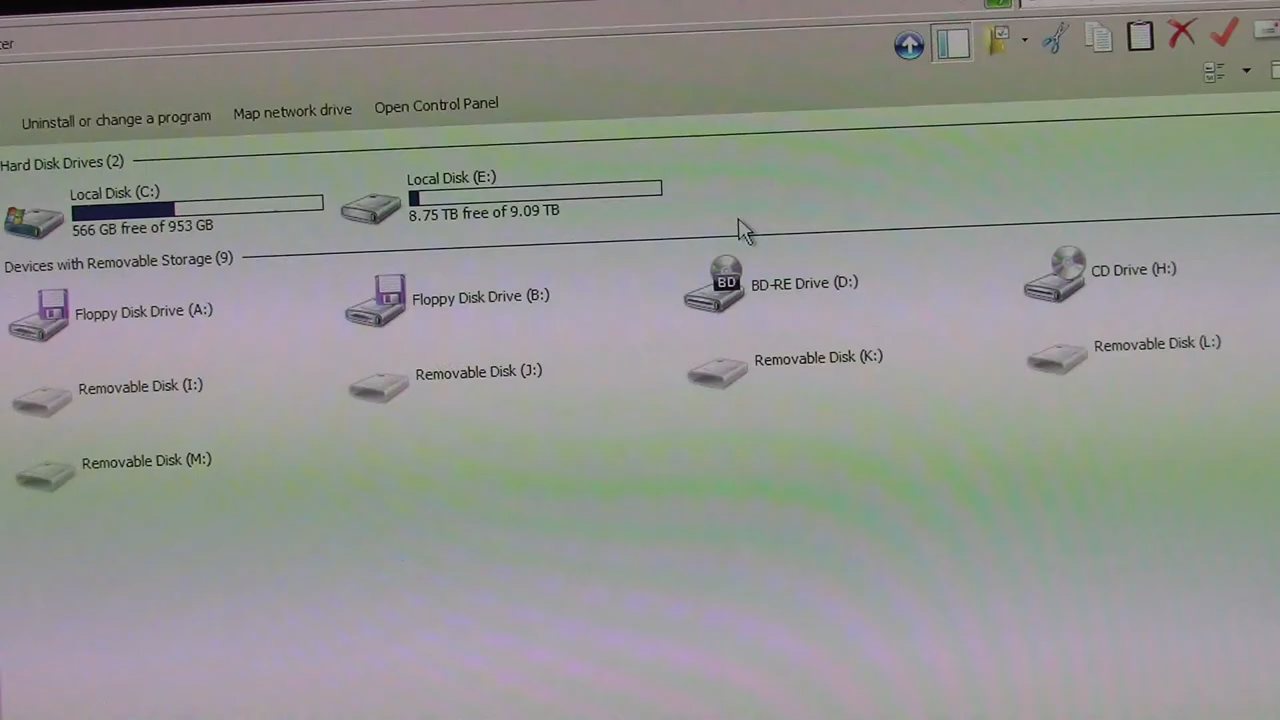 ter
Uninstall or change a program Map network drive Open Control Panel
Hard Disk Drives (2)
Local Disk (C:)
566 GB free of 953 GB
Local Disk (E:)
8.75 TB free of 9.09 TB
Devices with Removable Storage (9)
Floppy Disk Drive (A:)
Floppy Disk Drive (B:)
BD
BD-RE Drive (D:)
CD Drive (H:)
Removable Disk (I:)
Removable Disk (J:)
Removable Disk (K:)
Removable Disk (L:)
Removable Disk (M:)